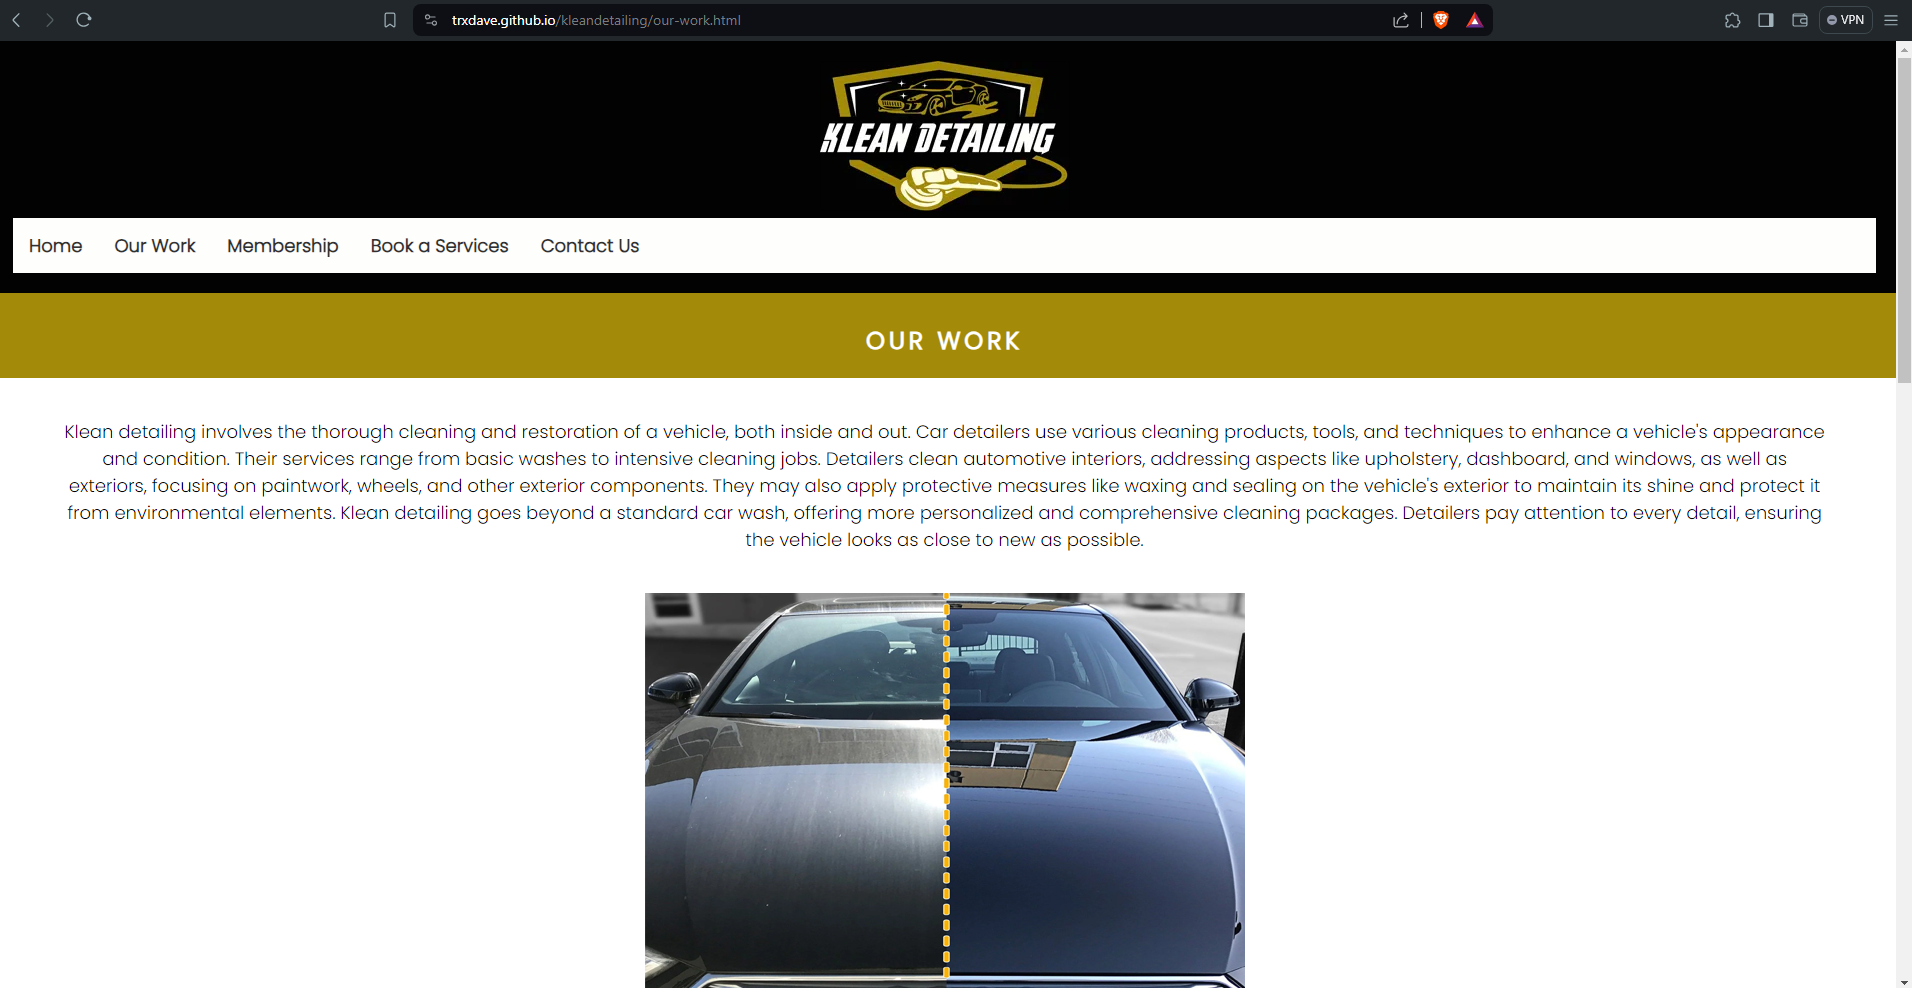 trxdave.github.io/kleandetailing/our-work.html
VPN
KLEAN DETAILING
Home Our Work Membership Book a Services Contact Us
OUR WORK
Klean detailing involves the thorough cleaning and restoration of a vehicle, both inside and out. Car detailers use various cleaning products, tools, and techniques to enhance a vehicle's appearance
and condition. Their services range from basic washes to intensive cleaning jobs. Detailers clean automotive interiors, addressing aspects like upholstery, dashboard, and windows, as well as
exteriors, focusing on paintwork, wheels, and other exterior components. They may also apply protective measures like waxing and sealing on the vehicle's exterior to maintain its shine and protect it
from environmental elements. Klean detailing goes beyond a standard car wash, offering more personalized and comprehensive cleaning packages. Detailers pay attention to every detail, ensuring
the vehicle looks as close to new as possible.